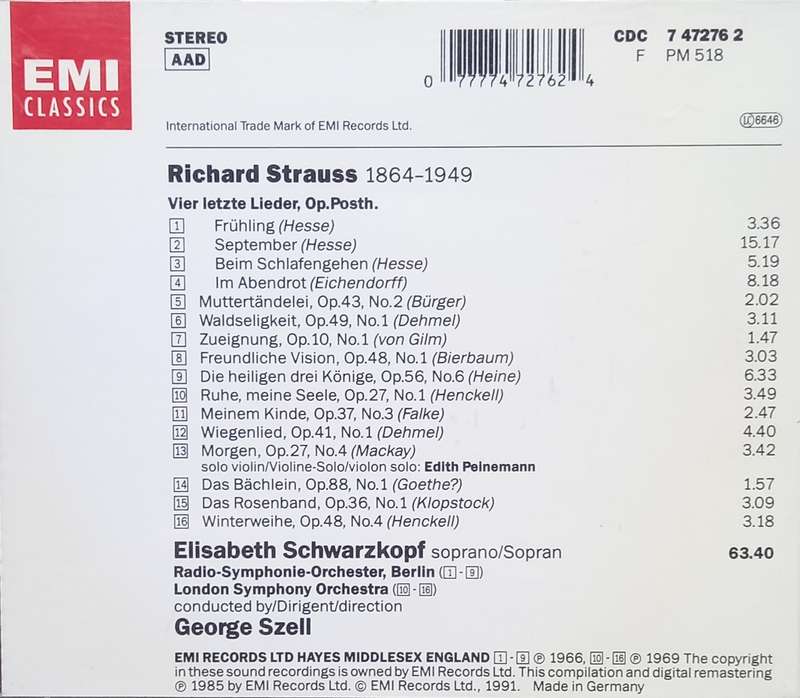 EMI
CLASSICS
STEREO
AAD
CDC 7 47276 2
F PM 518
0 77774 72762 4
International Trade Mark of EMI Records Ltd.
LC 6646
Richard Strauss 1864–1949
Vier letzte Lieder, Op.Posth.
1 Frühling (Hesse) 3.36
2 September (Hesse) 15.17
3 Beim Schlafengehen (Hesse) 5.19
4 Im Abendrot (Eichendorff) 8.18
5 Muttertändelei, Op.43, No.2 (Bürger) 2.02
6 Waldseligkeit, Op.49, No.1 (Dehmel) 3.11
7 Zueignung, Op.10, No.1 (von Gilm) 1.47
8 Freundliche Vision, Op.48, No.1 (Bierbaum) 3.03
9 Die heiligen drei Könige, Op.56, No.6 (Heine) 6.33
10 Ruhe, meine Seele, Op.27, No.1 (Henckell) 3.49
11 Meinem Kinde, Op.37, No.3 (Falke) 2.47
12 Wiegenlied, Op.41, No.1 (Dehmel) 4.40
13 Morgen, Op.27, No.4 (Mackay) 3.42
solo violin/Violine-Solo/violon solo: Edith Peinemann
14 Das Bächlein, Op.88, No.1 (Goethe?) 1.57
15 Das Rosenband, Op.36, No.1 (Klopstock) 3.09
16 Winterweihe, Op.48, No.4 (Henckell) 3.18
Elisabeth Schwarzkopf soprano/Sopran 63.40
Radio-Symphonie-Orchester, Berlin (1 - 9)
London Symphony Orchestra (10 - 16)
conducted by/Dirigent/direction
George Szell
EMI RECORDS LTD HAYES MIDDLESEX ENGLAND 1 - 9 ℗ 1966, 10 - 16 ℗ 1969 The copyright
in these sound recordings is owned by EMI Records Ltd. This compilation and digital remastering
℗ 1985 by EMI Records Ltd. © EMI Records Ltd., 1991. Made in Germany